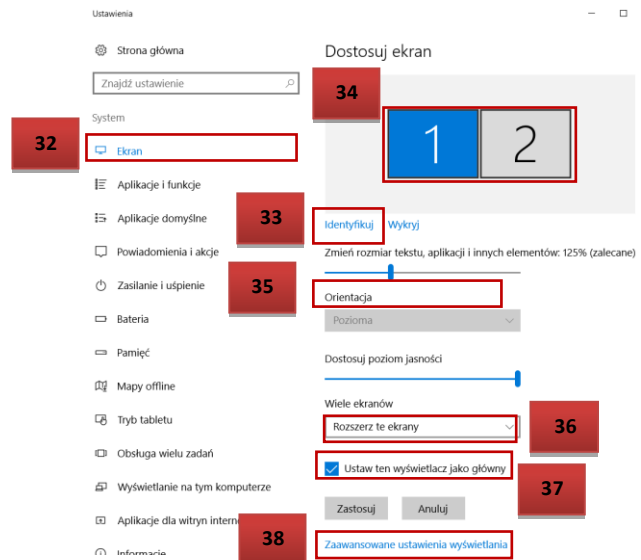 Ustawienia
Strona główna
Znajdź ustawienie
System
32
Ekran
Aplikacje i funkcje
Aplikacje domyślne
Powiadomienia i akcje
Zasilanie i uśpienie
Bateria
Pamięć
Mapy offline
Tryb tabletu
Obsługa wielu zadań
Wyświetlanie na tym komputerze
Aplikacje dla witryn intern
Informacje
Dostosuj ekran
34
1 2
33
Identyfikuj Wykryj
Zmień rozmiar tekstu, aplikacji i innych elementów: 125% (zalecane)
35
Orientacja
Pozioma
Dostosuj poziom jasności
Wiele ekranów
Rozszerz te ekrany
36
Ustaw ten wyświetlacz jako główny
37
Zastosuj Anuluj
38
Zaawansowane ustawienia wyświetlania